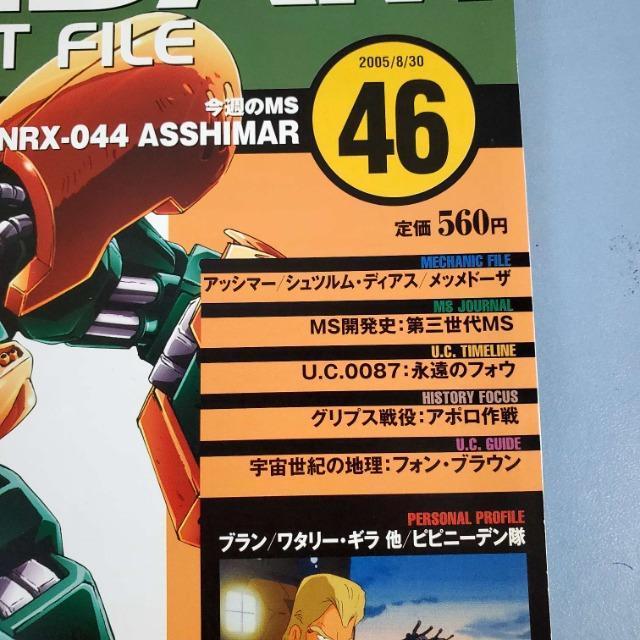 T FILE
2005/8/30
46
今週のMS
NRX-044 ASSHIMAR
定価 560円
MECHANIC FILE
アッシマー/シュツルム・ディアス/メッメドーザ
MS JOURNAL
MS開発史:第三世代MS
U.C. TIMELINE
U.C.0087:永遠のフォウ
HISTORY FOCUS
グリプス戦役:アポロ作戦
U.C. GUIDE
宇宙世紀の地理:フォン・ブラウン
PERSONAL PROFILE
ブラン/ワタリー・ギラ 他/ピピニーデン隊